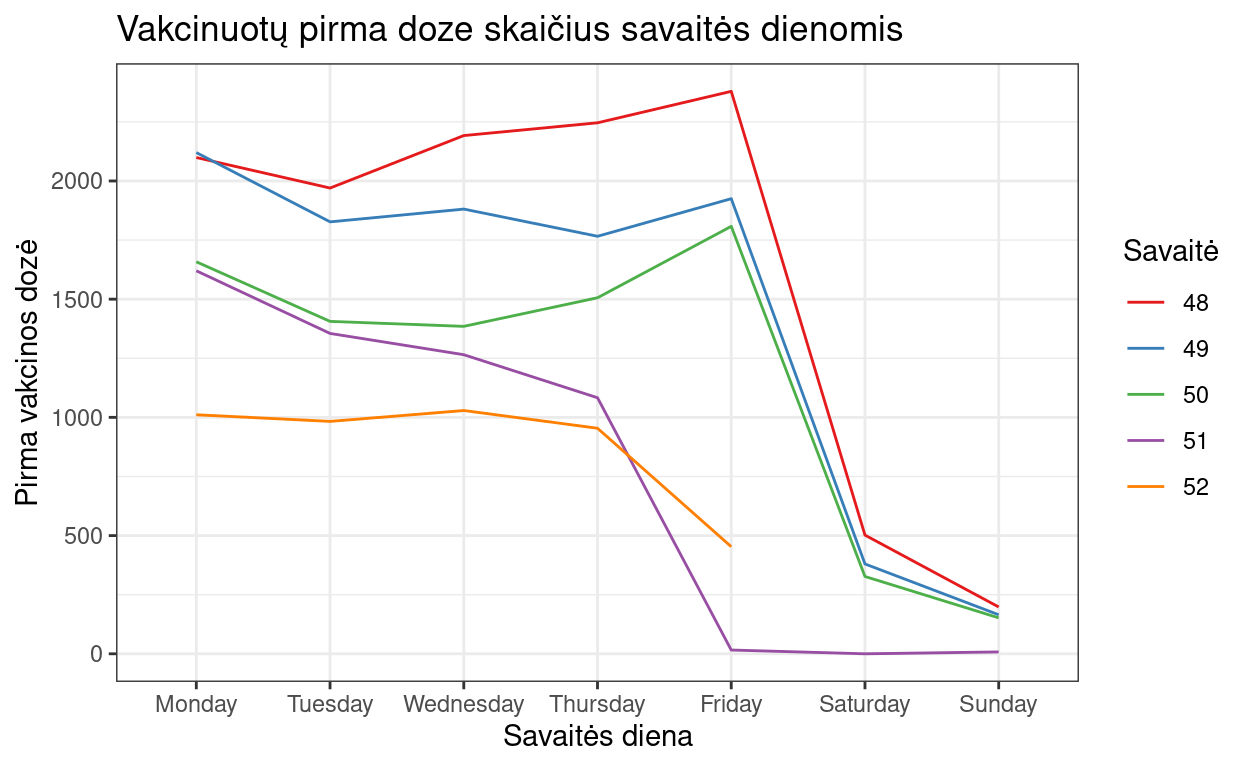 Vakcinuotų pirma doze skaičius savaitės dienomis
Pirma vakcinos dozė
2000
1500
1000
500
0
Monday Tuesday Wednesday Thursday Friday Saturday Sunday
Savaitės diena
Savaitė
48
49
50
51
52